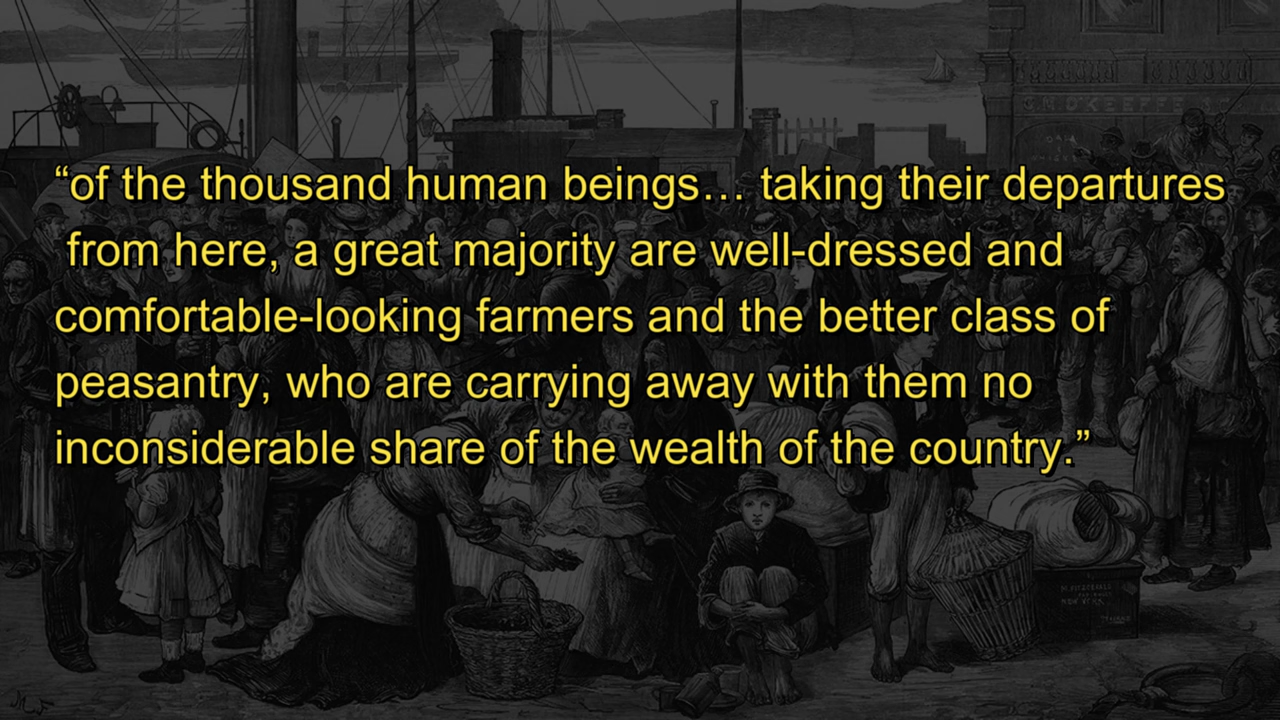 “of the thousand human beings… taking their departures
from here, a great majority are well-dressed and
comfortable-looking farmers and the better class of
peasantry, who are carrying away with them no
inconsiderable share of the wealth of the country.”